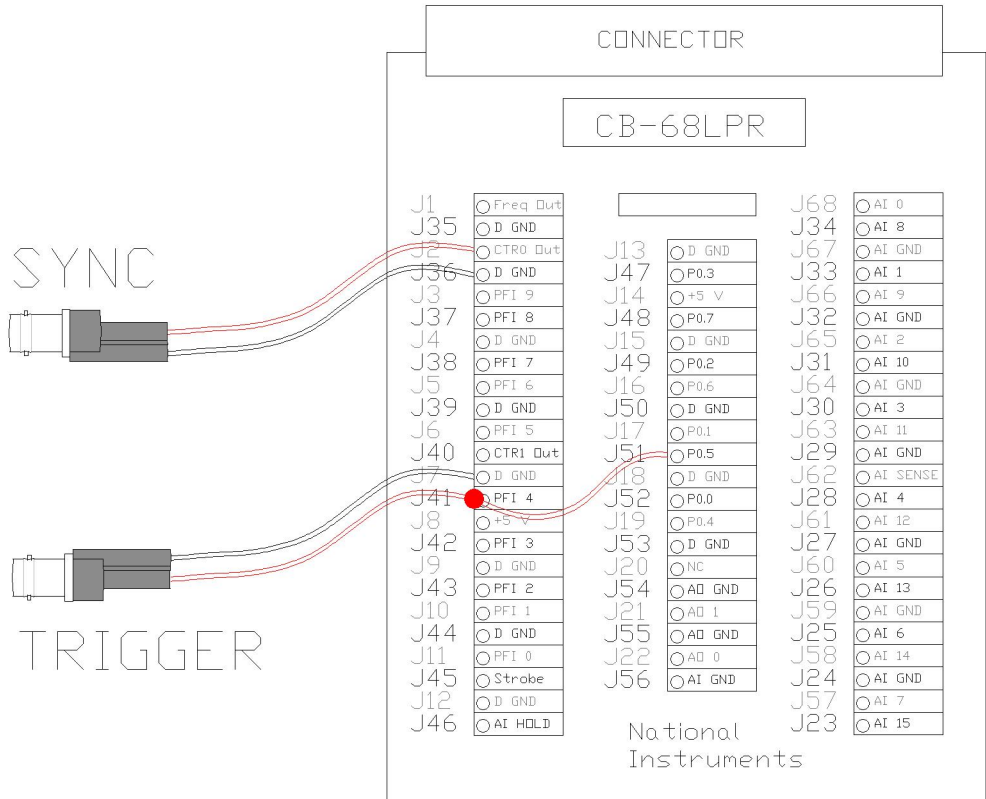 CONNECTOR
CB-68LPR
SYNC
TRIGGER
J1 Freq Out
J35 D GND
J2 CTR0 Out
J36 D GND
J3 PFI 9
J37 PFI 8
J4 D GND
J38 PFI 7
J5 PFI 6
J39 D GND
J6 PFI 5
J40 CTR1 Out
J7 D GND
J41 PFI 4
J8 +5 V
J42 PFI 3
J9 D GND
J43 PFI 2
J10 PFI 1
J44 D GND
J11 PFI 0
J45 Strobe
J12 D GND
J46 AI HOLD
J13 D GND
J47 P0.3
J14 +5 V
J48 P0.7
J15 D GND
J49 P0.2
J16 P0.6
J50 D GND
J17 P0.1
J51 P0.5
J18 D GND
J52 P0.0
J19 P0.4
J53 D GND
J20 NC
J54 AO GND
J21 AO 1
J55 AO GND
J22 AO 0
J56 AI GND
J68 AI 0
J34 AI 8
J67 AI GND
J33 AI 1
J66 AI 9
J32 AI GND
J65 AI 2
J31 AI 10
J64 AI GND
J30 AI 3
J63 AI 11
J29 AI GND
J62 AI SENSE
J28 AI 4
J61 AI 12
J27 AI GND
J60 AI 5
J26 AI 13
J59 AI GND
J25 AI 6
J58 AI 14
J24 AI GND
J57 AI 7
J23 AI 15
National
Instruments